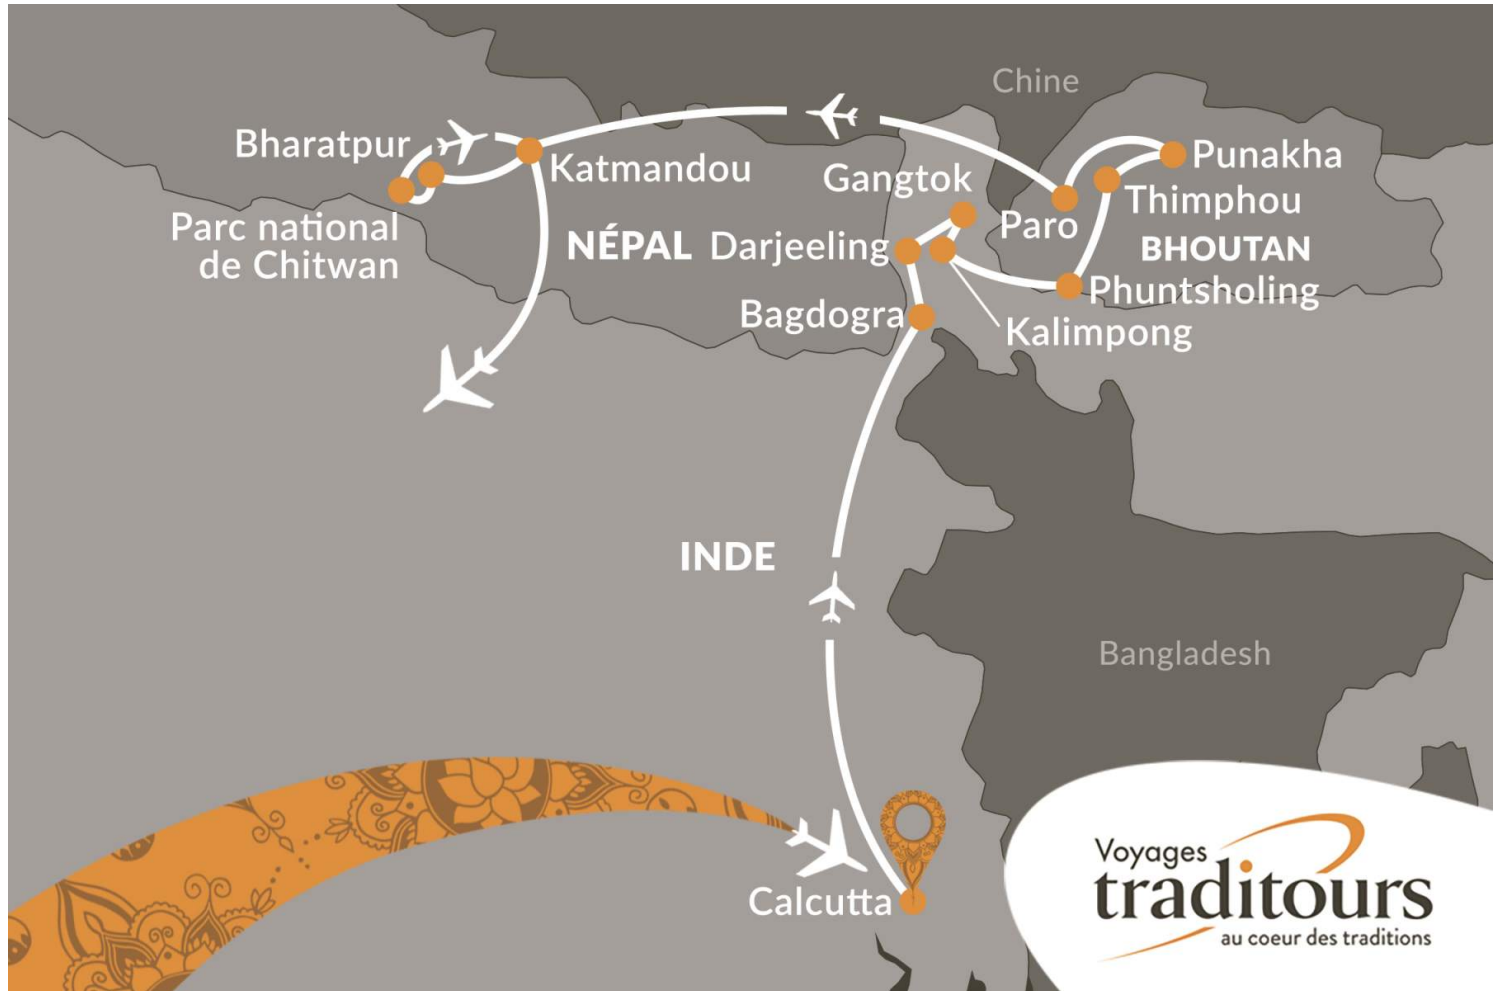 Chine
Bharatpur
Katmandou
Gangtok
Punakha
Thimphou
Paro
Parc national
de Chitwan
NÉPAL
Darjeeling
BHOUTAN
Phuntsholing
Bagdogra
Kalimpong
INDE
Bangladesh
Calcutta
Voyages
traditours
au coeur des traditions